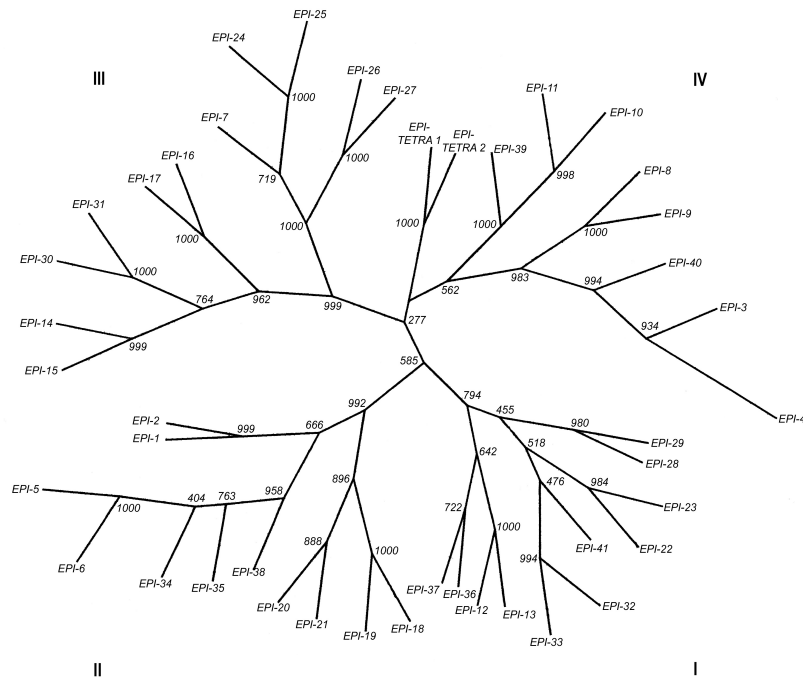 EPI-25
EPI-24
III
IV
EPI-26
EPI-11
1000
EPI-27
EPI-10
EPI-7
EPI-
TETRA 1
EPI-
TETRA 2
EPI-39
EPI-16
1000
998
EPI-8
EPI-17
719
EPI-31
EPI-9
1000
1000
1000
1000
1000
EPI-30
1000
983
994
EPI-40
764
962
999
562
EPI-3
EPI-14
277
934
999
EPI-15
585
992
794
EPI-2
666
455
EPI-4
999
980
EPI-1
518
EPI-29
642
EPI-28
EPI-5
404
763
958
896
476
984
1000
722
EPI-23
1000
888
1000
EPI-41
EPI-22
994
EPI-6
EPI-34
EPI-35
EPI-38
EPI-37
EPI-36
EPI-20
EPI-12
EPI-13
EPI-32
EPI-21
EPI-19
EPI-18
EPI-33
II
I